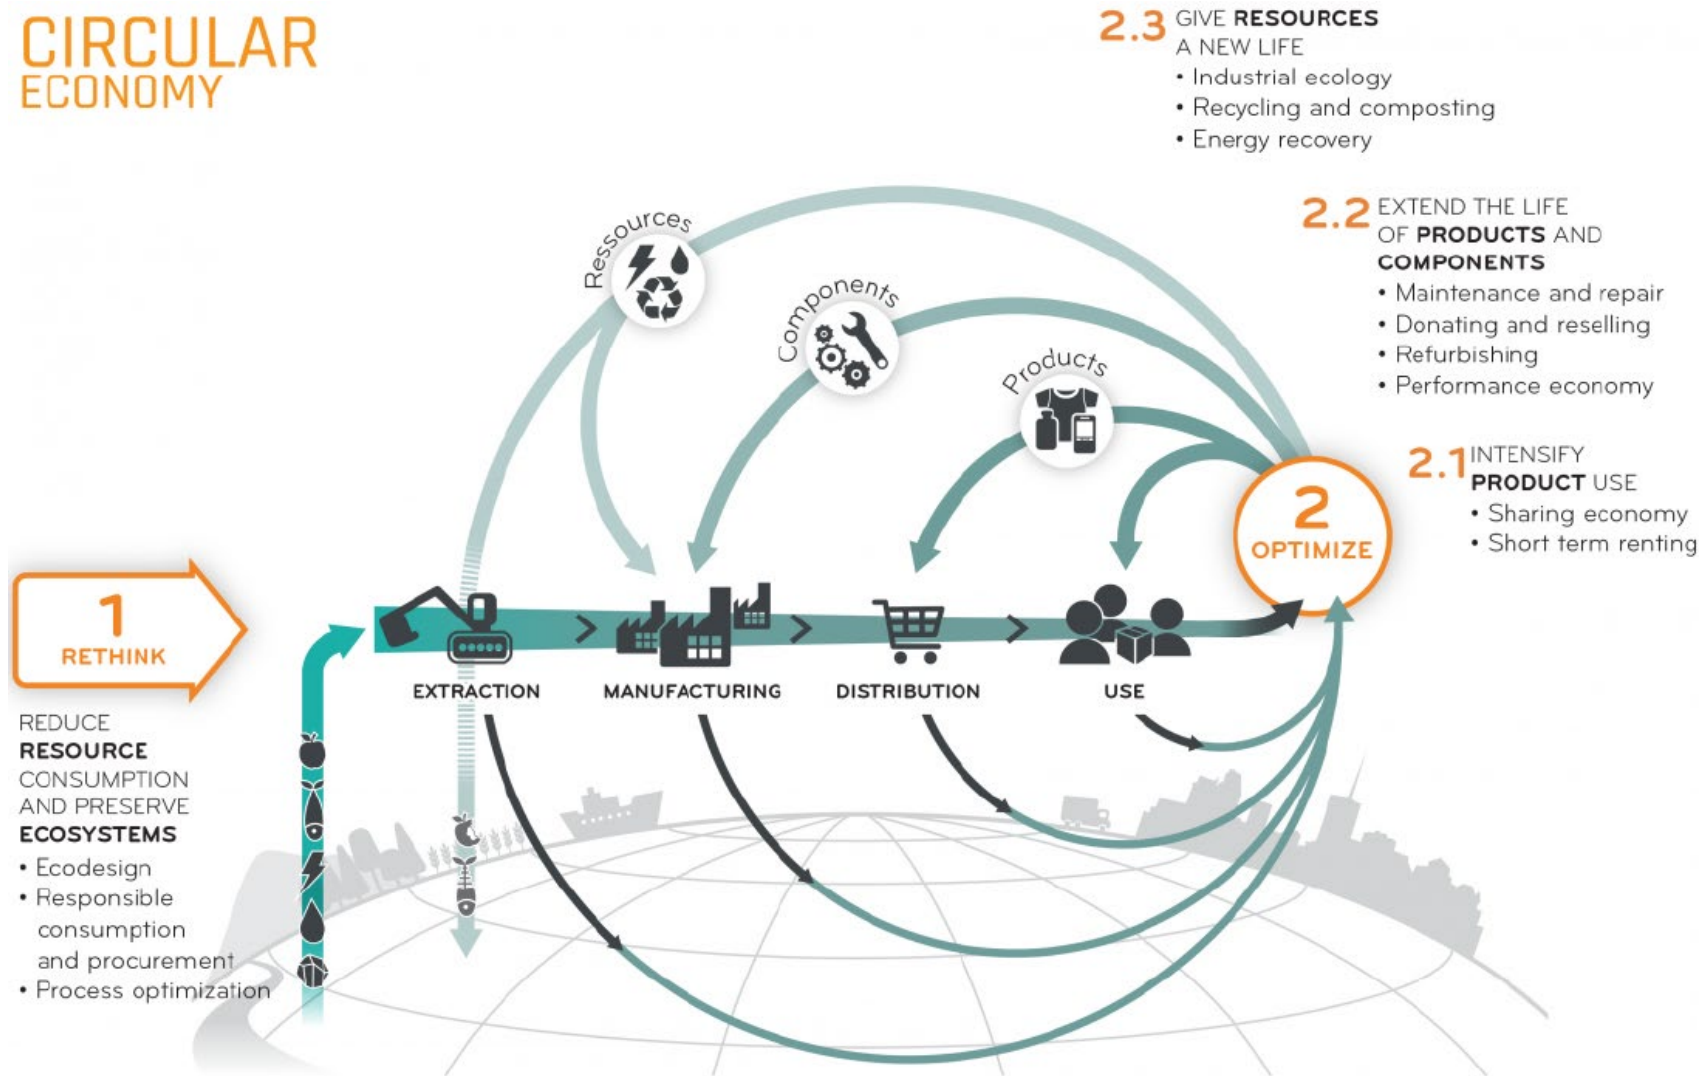 CIRCULAR
ECONOMY
2.3 GIVE RESOURCES
A NEW LIFE
• Industrial ecology
• Recycling and composting
• Energy recovery
2.2 EXTEND THE LIFE
OF PRODUCTS AND
COMPONENTS
• Maintenance and repair
• Donating and reselling
• Refurbishing
• Performance economy
2.1 INTENSIFY
PRODUCT USE
• Sharing economy
• Short term renting
Ressources
Components
Products
2
OPTIMIZE
1
RETHINK
EXTRACTION
MANUFACTURING
DISTRIBUTION
USE
REDUCE
RESOURCE
CONSUMPTION
AND PRESERVE
ECOSYSTEMS
• Ecodesign
• Responsible
consumption
and procurement
• Process optimization